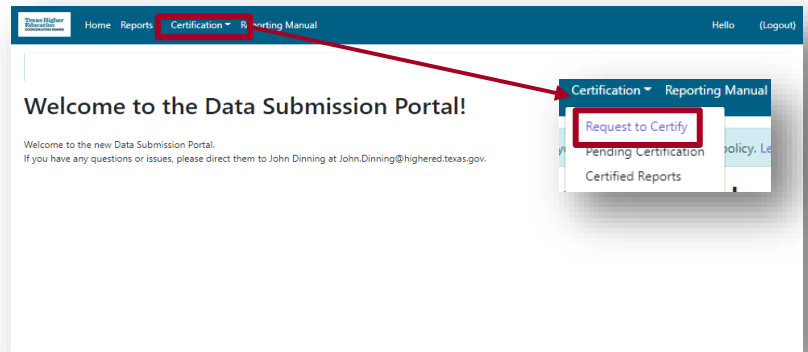 Texas Higher
Education
COORDINATING BOARD
Home Reports Certification Reporting Manual Hello (Logout)
Welcome to the Data Submission Portal!
Welcome to the new Data Submission Portal.
If you have any questions or issues, please direct them to John Dinning at John.Dinning@highered.texas.gov.
Certification Reporting Manual
Request to Certify
Pending Certification policy. Le
Certified Reports